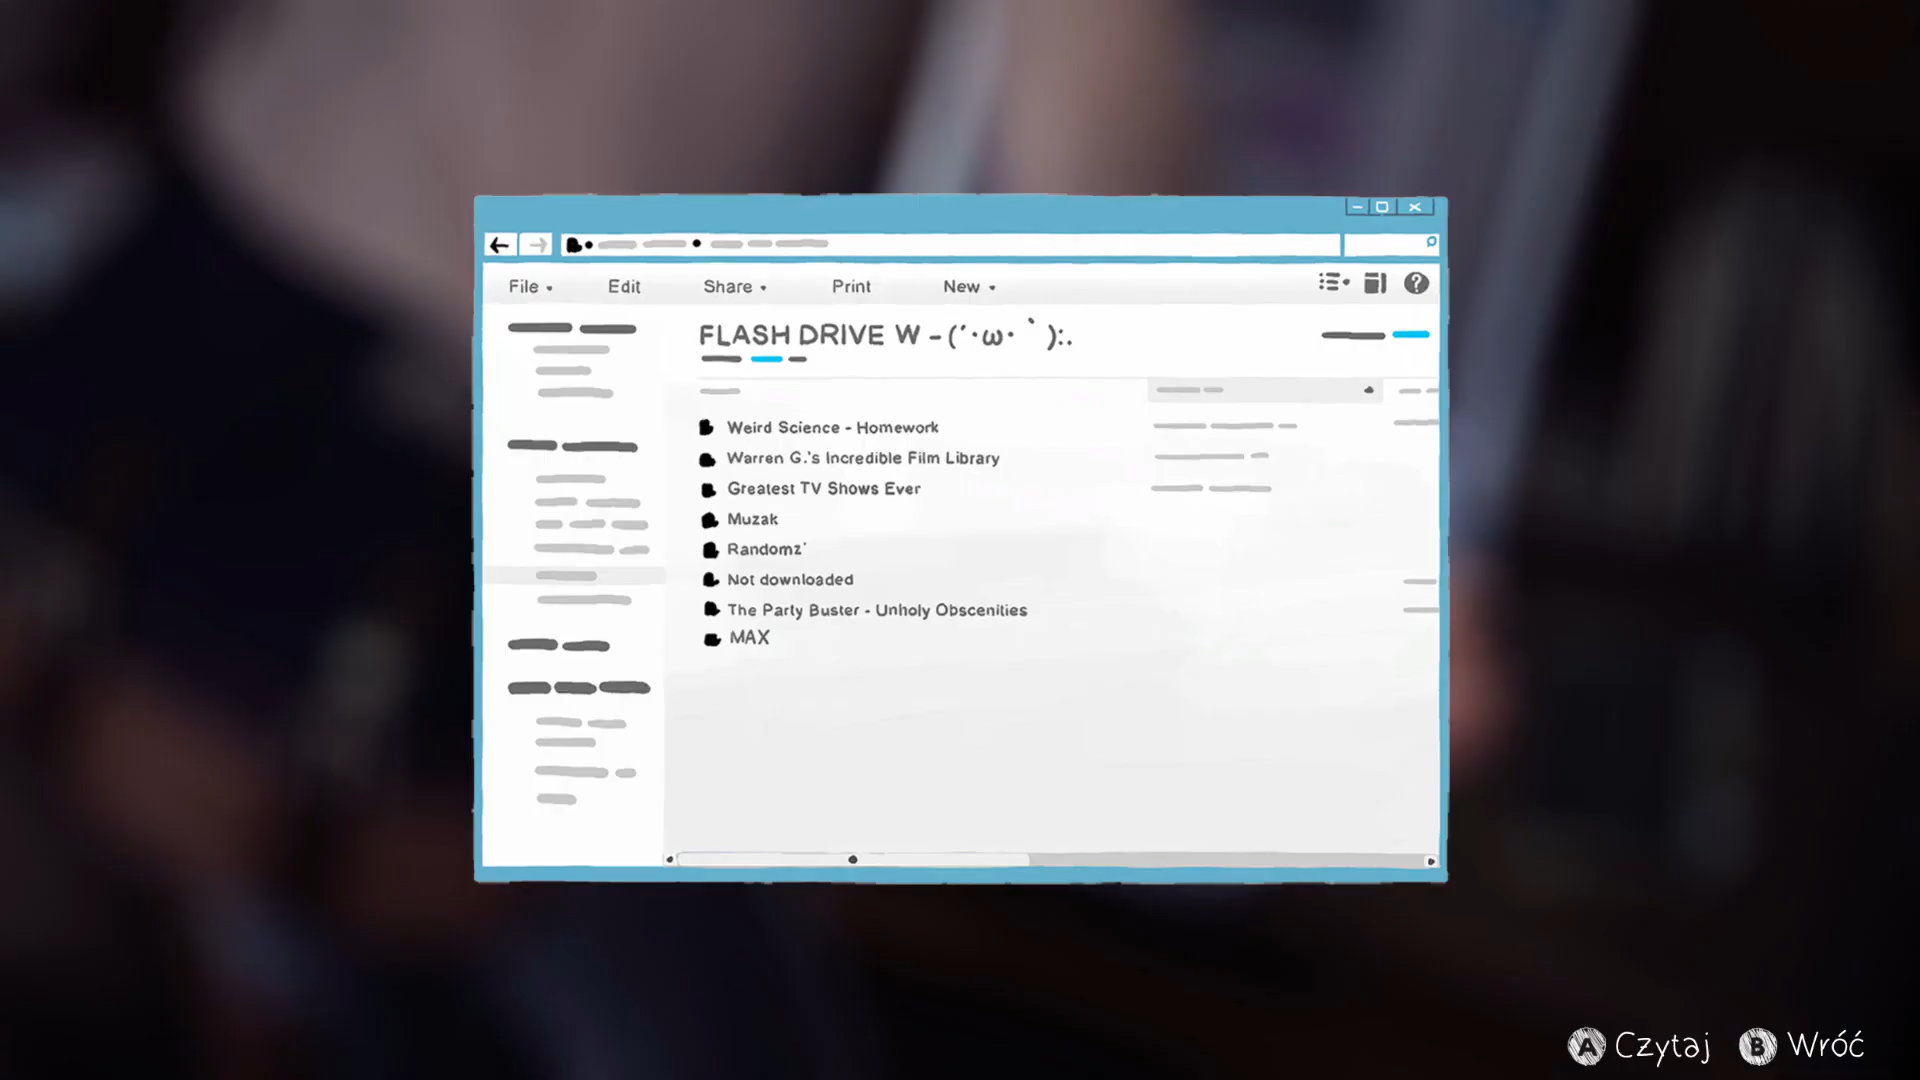 File Edit Share Print New
FLASH DRIVE W - (´･ω･`):.
Weird Science - Homework
Warren G.'s Incredible Film Library
Greatest TV Shows Ever
Muzak
Randomz'
Not downloaded
The Party Buster - Unholy Obscenities
MAX
A Czytaj B Wróć